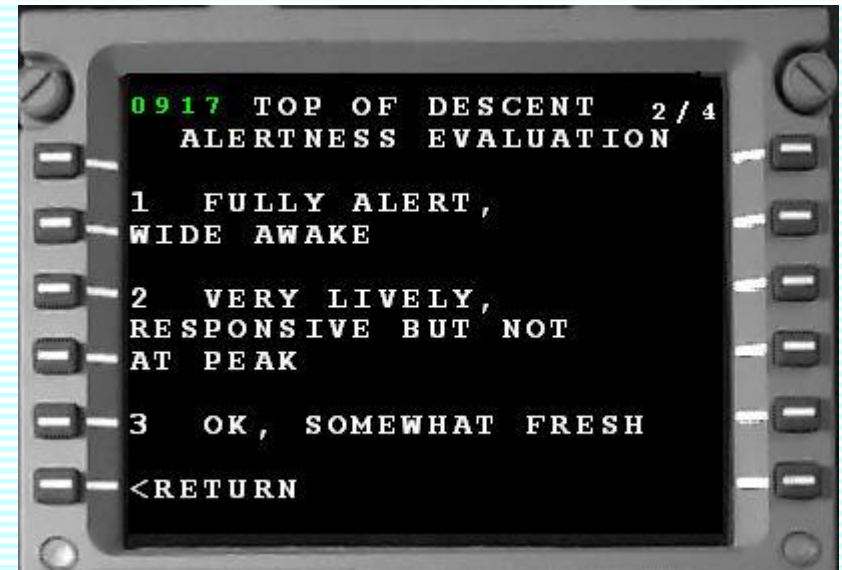 0917 TOP OF DESCENT 2/4
ALERTNESS EVALUATION
1 FULLY ALERT,
WIDE AWAKE
2 VERY LIVELY,
RESPONSIVE BUT NOT
AT PEAK
3 OK, SOMEWHAT FRESH
<RETURN